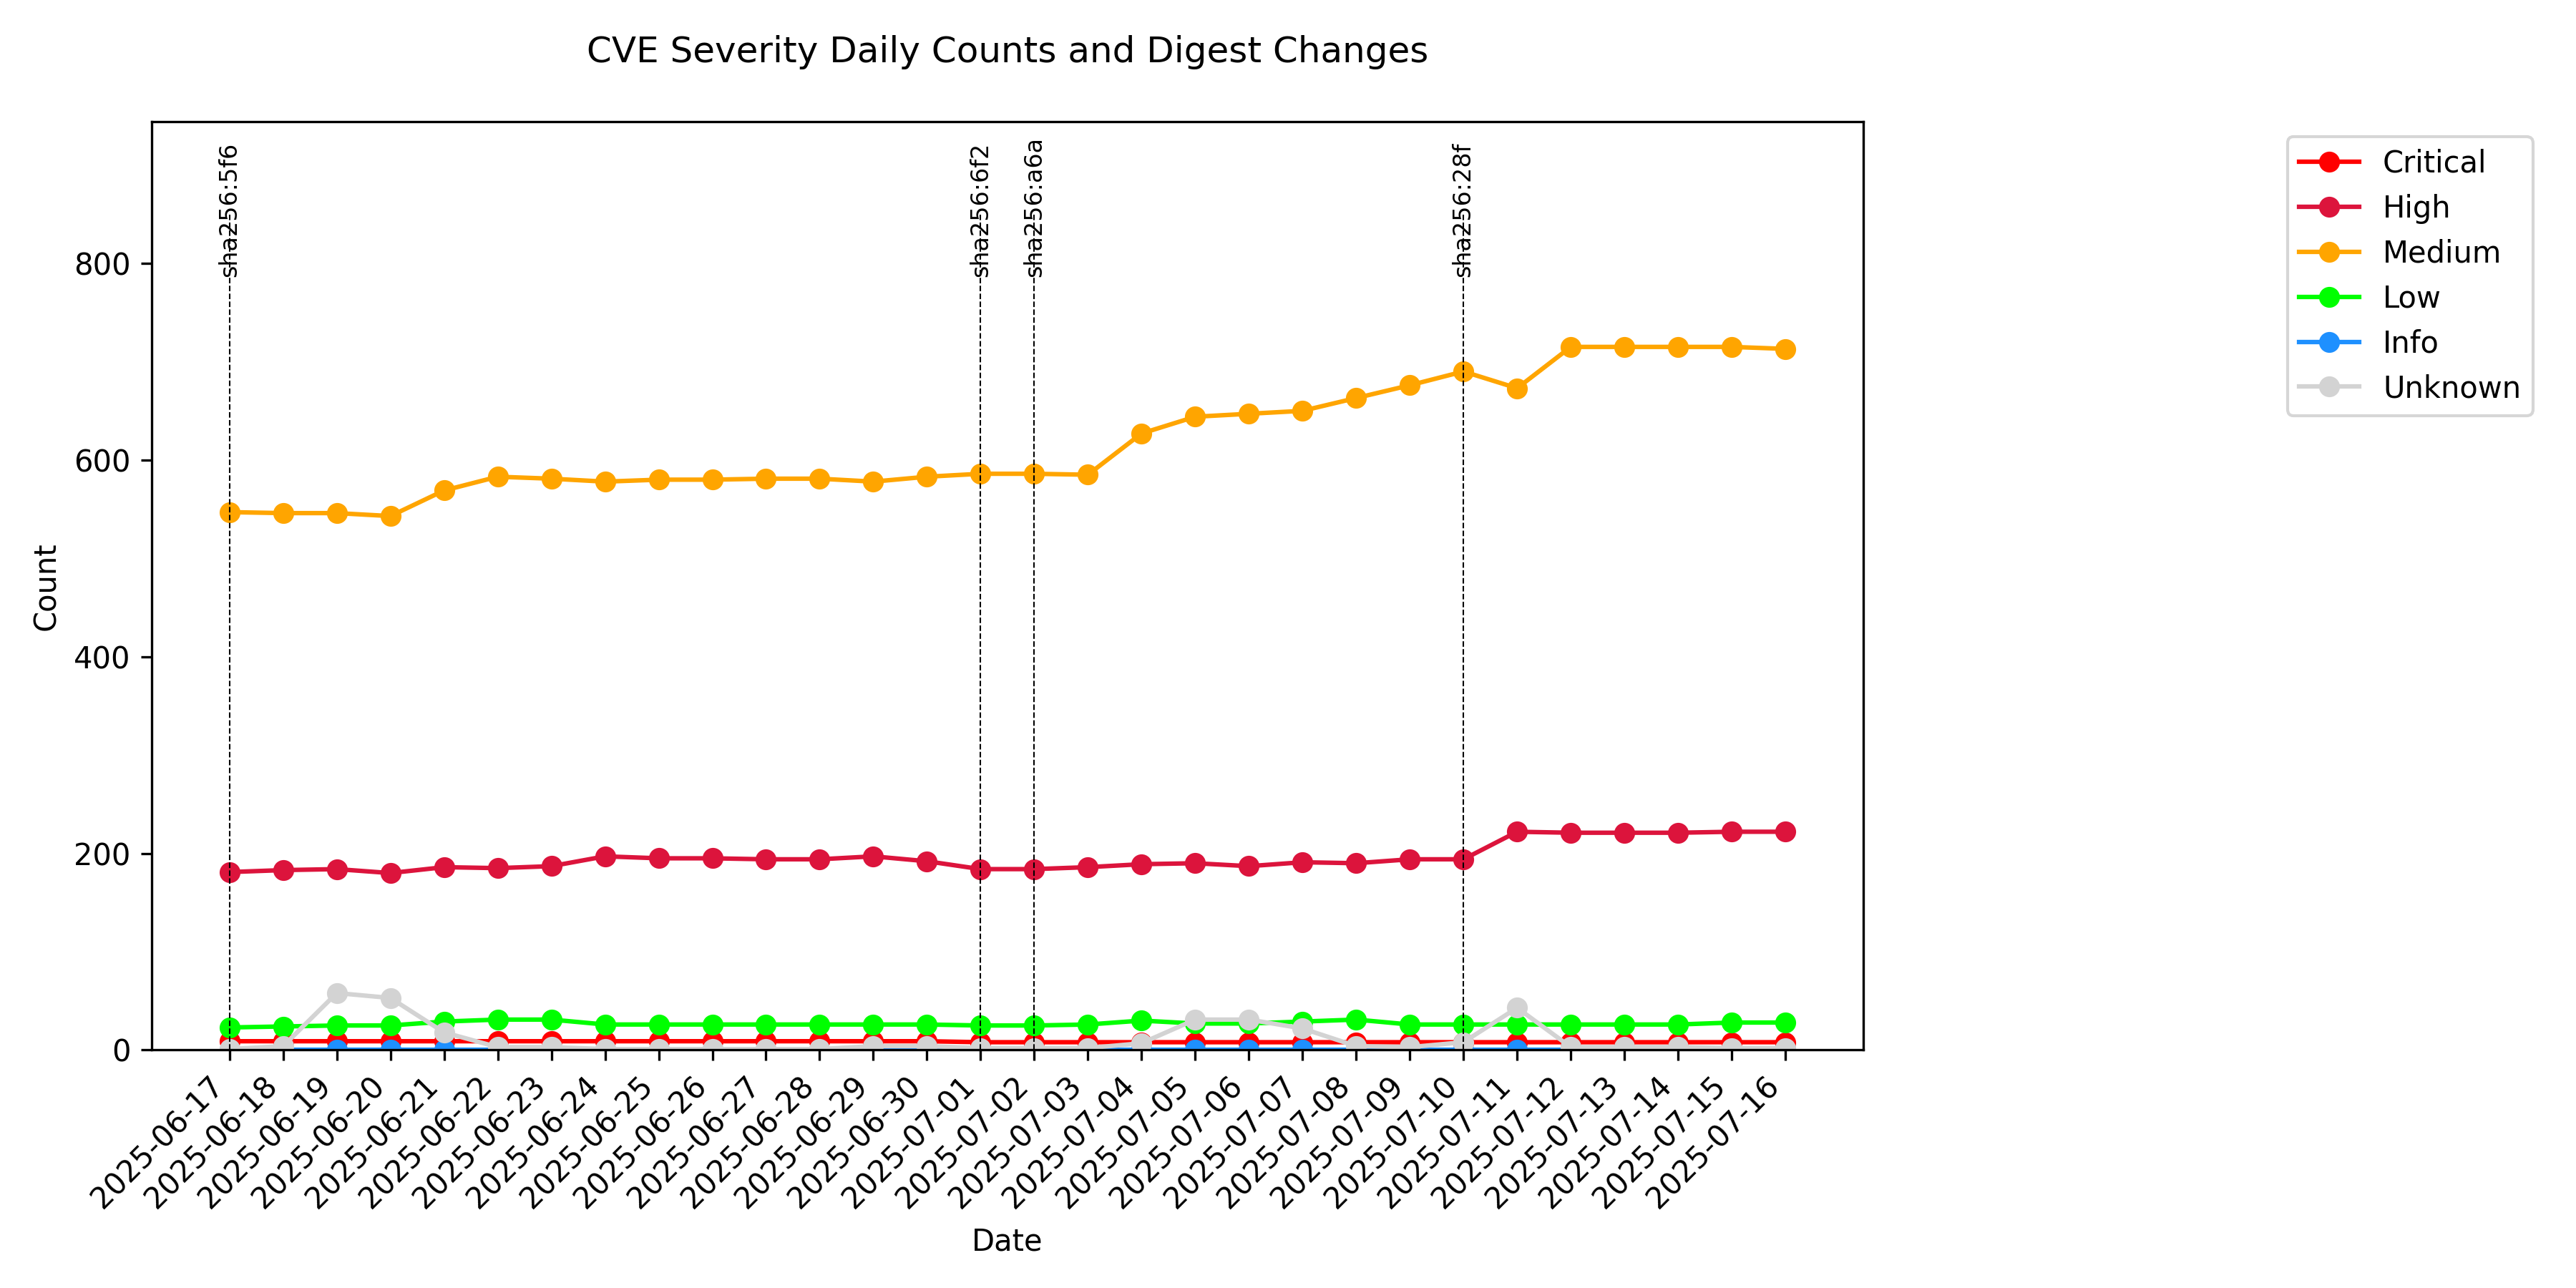 CVE Severity Daily Counts and Digest Changes
sha256:5f6
sha256:6f2
sha256:a6a
sha256:28f
Critical
High
Medium
Low
Info
Unknown
800
600
400
200
0
Count
2025-06-17
2025-06-18
2025-06-19
2025-06-20
2025-06-21
2025-06-22
2025-06-23
2025-06-24
2025-06-25
2025-06-26
2025-06-27
2025-06-28
2025-06-29
2025-06-30
2025-07-01
2025-07-02
2025-07-03
2025-07-04
2025-07-05
2025-07-06
2025-07-07
2025-07-08
2025-07-09
2025-07-10
2025-07-11
2025-07-12
2025-07-13
2025-07-14
2025-07-15
2025-07-16
Date